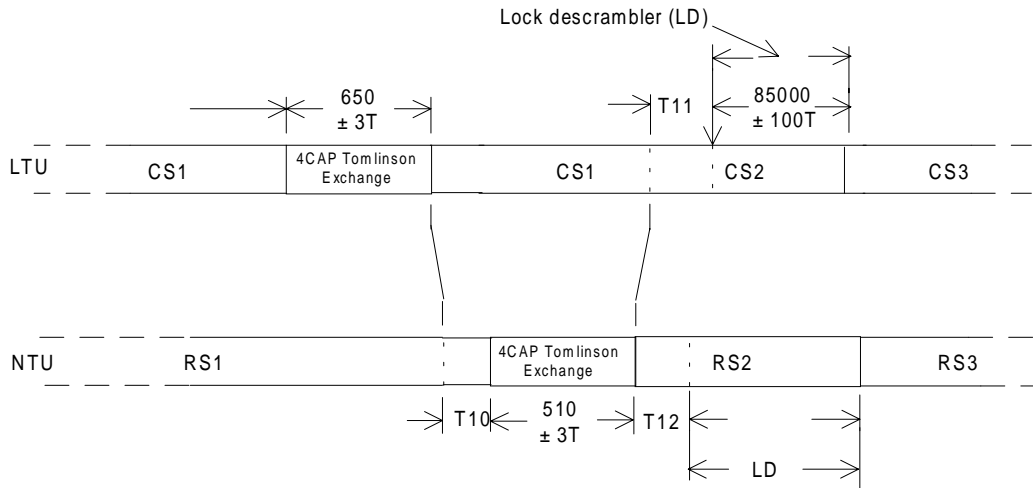 Lock descrambler (LD)
650
± 3T
T11
85000
± 100T
LTU
CS1
4CAP Tomlinson
Exchange
CS1
CS2
CS3
NTU
RS1
4CAP Tomlinson
Exchange
RS2
RS3
T10
510
± 3T
T12
LD